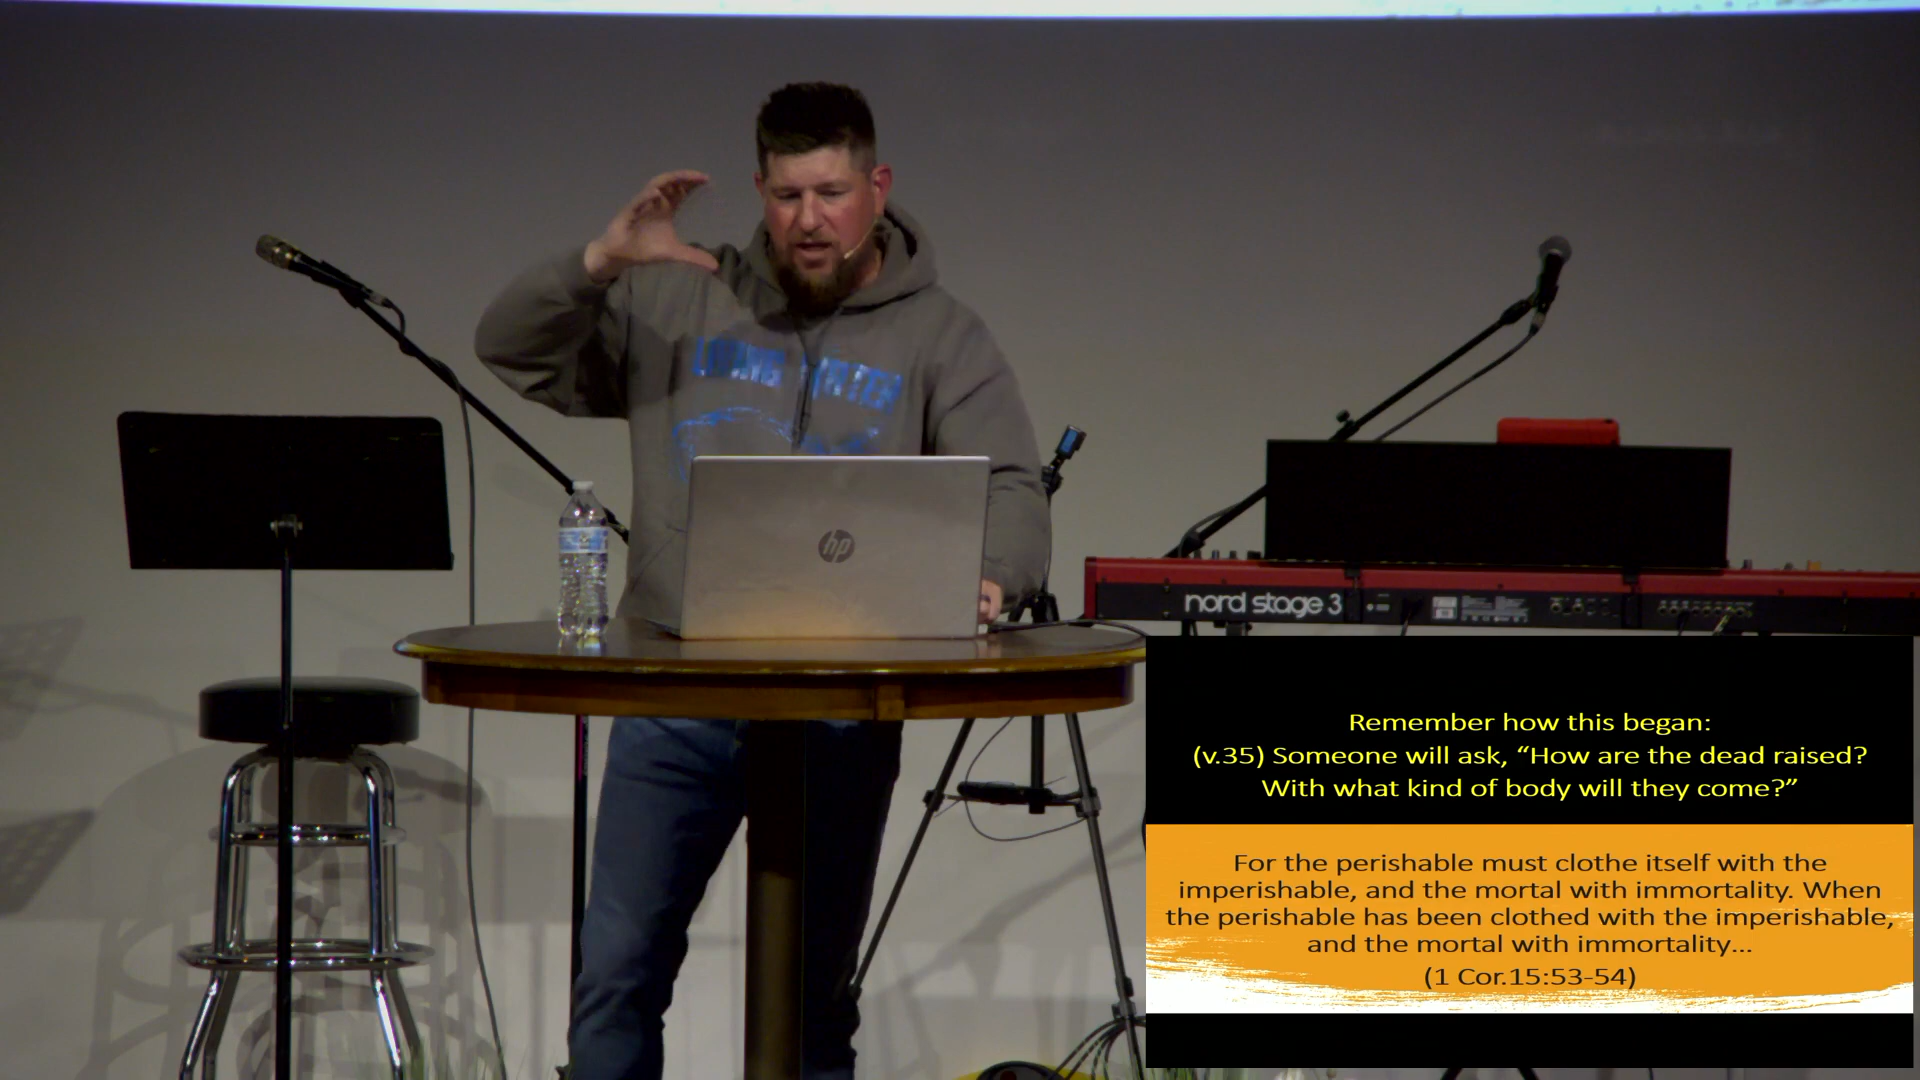 LIVING WATER
hp
nord stage 3
Remember how this began:
(v.35) Someone will ask, “How are the dead raised?
With what kind of body will they come?”
For the perishable must clothe itself with the
imperishable, and the mortal with immortality. When
the perishable has been clothed with the imperishable,
and the mortal with immortality...
(1 Cor.15:53-54)